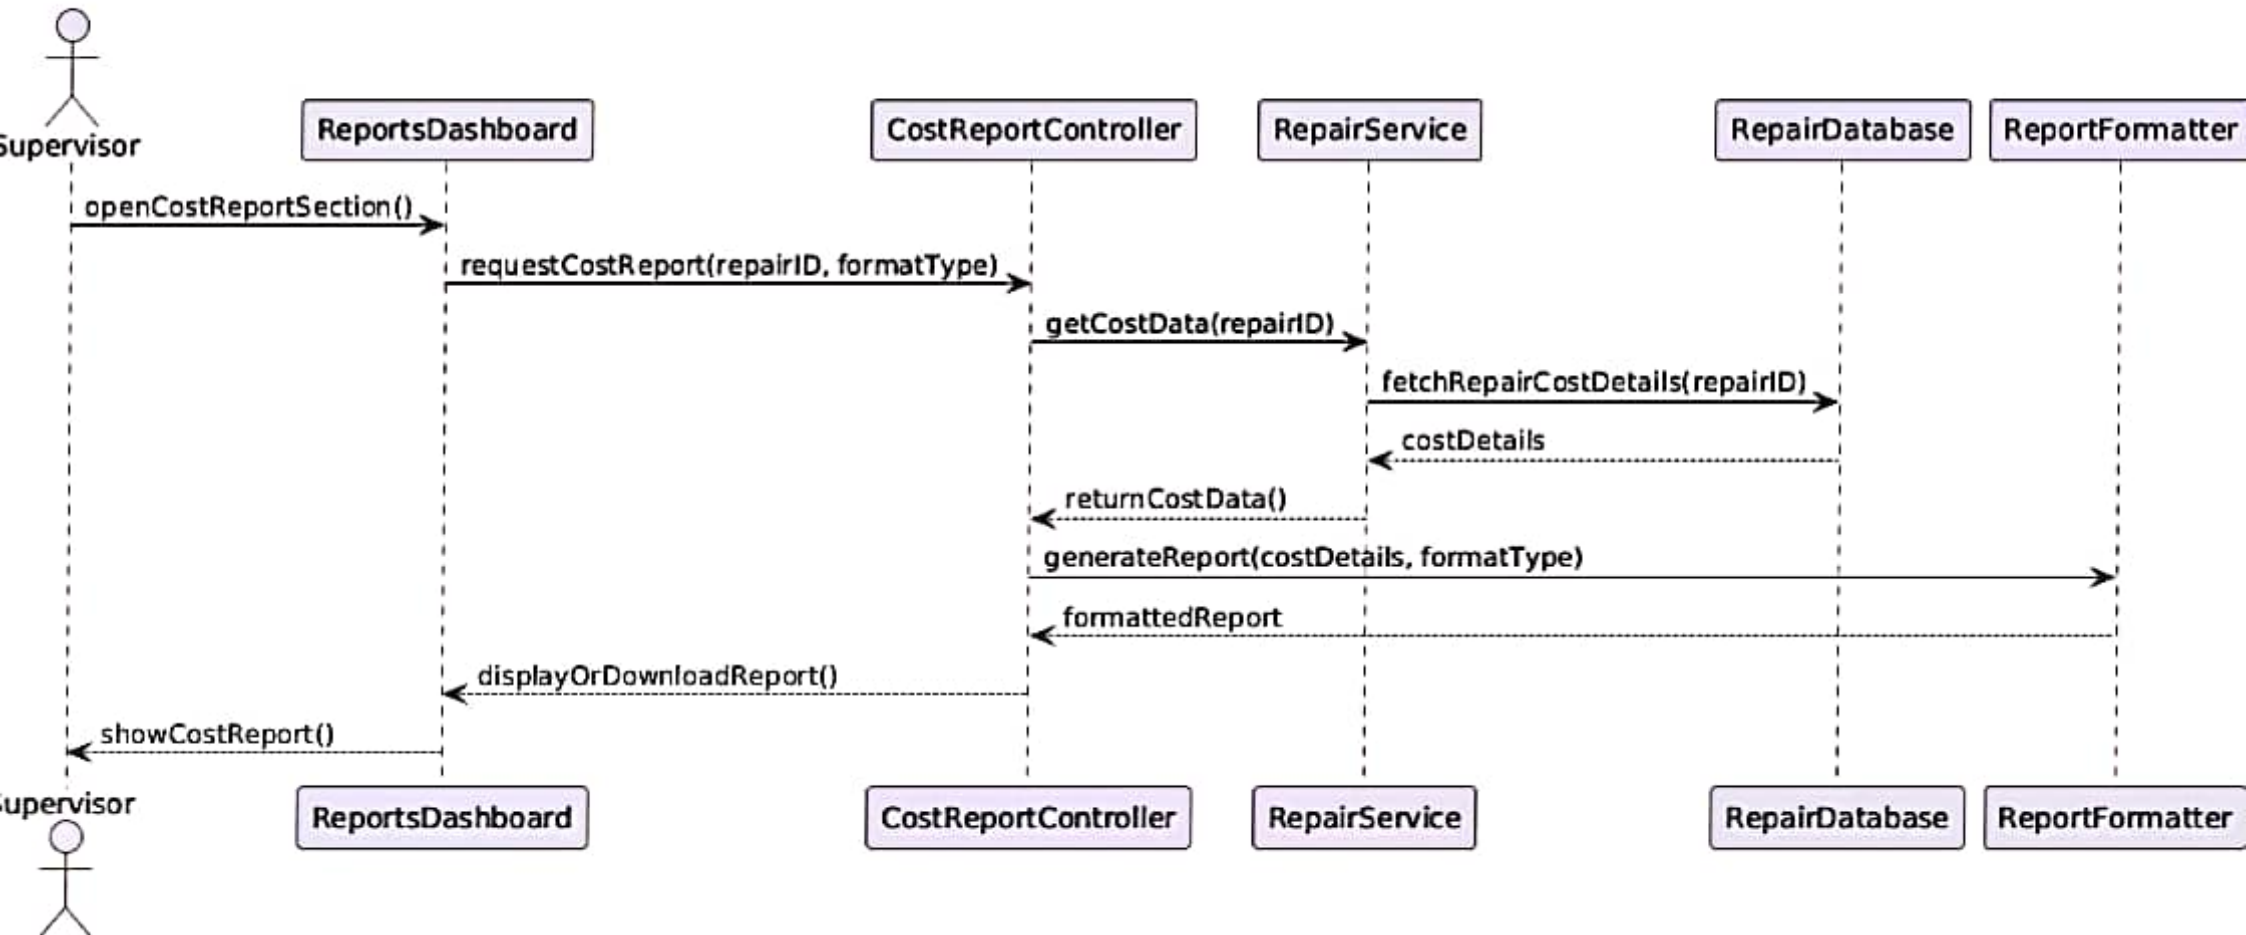 Supervisor
ReportsDashboard
CostReportController
RepairService
RepairDatabase
ReportFormatter
openCostReportSection()
requestCostReport(repairID, formatType)
getCostData(repairID)
fetchRepairCostDetails(repairID)
costDetails
returnCostData()
generateReport(costDetails, formatType)
formattedReport
displayOrDownloadReport()
showCostReport()
Supervisor
ReportsDashboard
CostReportController
RepairService
RepairDatabase
ReportFormatter